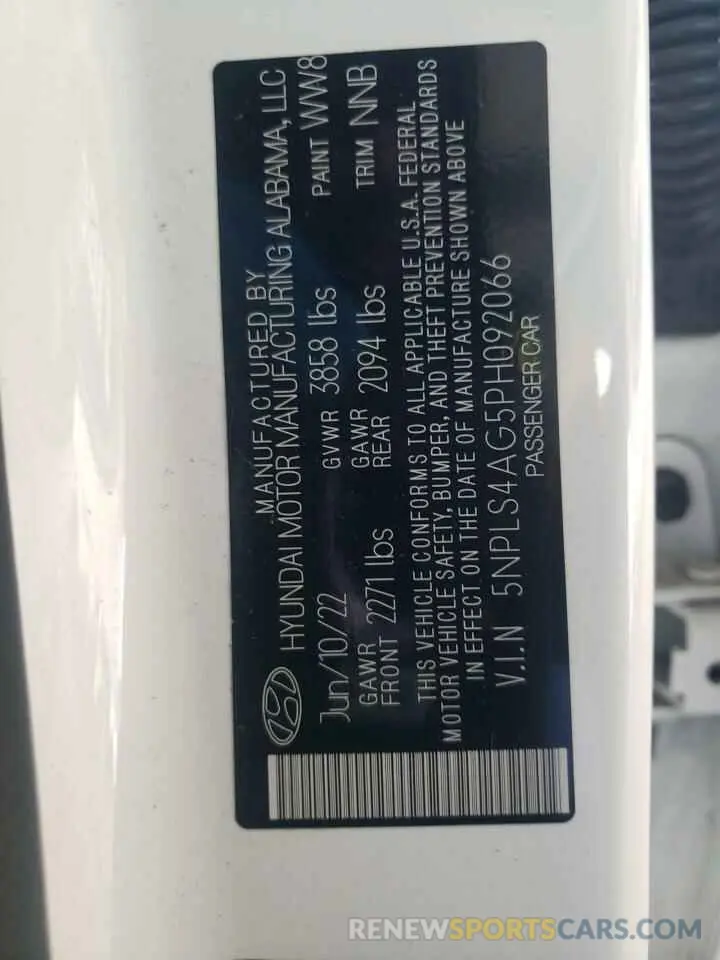 MANUFACTURED BY
HYUNDAI MOTOR MANUFACTURING ALABAMA, LLC
Jun/10/22 GVWR 3858 lbs PAINT WW8
GAWR FRONT 2271 lbs GAWR REAR 2094 lbs TRIM NNB
THIS VEHICLE CONFORMS TO ALL APPLICABLE U.S.A. FEDERAL
MOTOR VEHICLE SAFETY, BUMPER, AND THEFT PREVENTION STANDARDS
IN EFFECT ON THE DATE OF MANUFACTURE SHOWN ABOVE
V.I.N 5NPLS4AG5PH092066
PASSENGER CAR
RENEWSPORTSCARS.COM